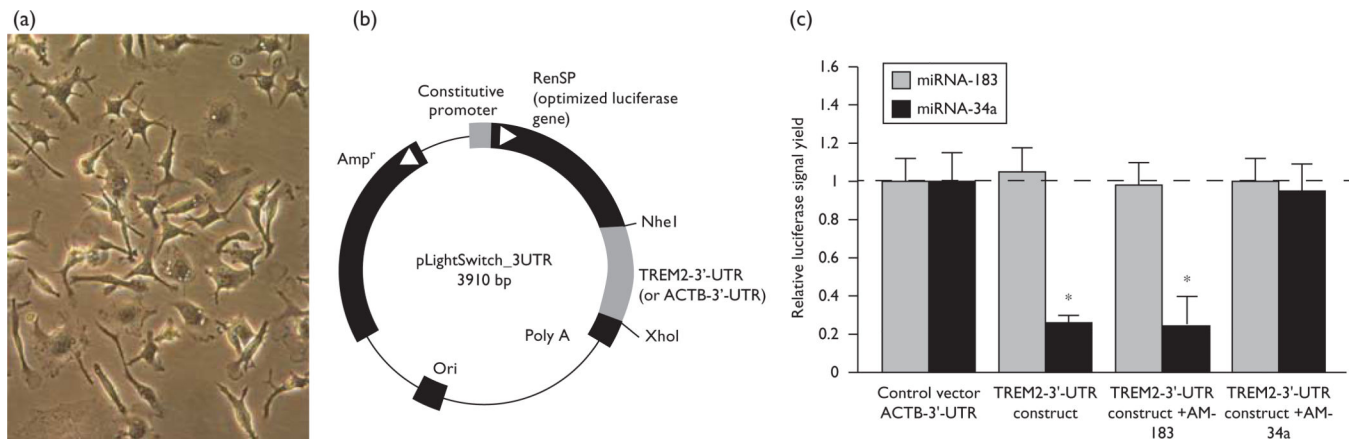 (a)
(b)
Constitutive
promoter
RenSP
(optimized luciferase
gene)
Ampʳ
NheI
pLightSwitch_3UTR
3910 bp
TREM2-3'-UTR
(or ACTB-3'-UTR)
Poly A
XhoI
Ori
(c)
Relative luciferase signal yield
1.6
1.4
1.2
1
0.8
0.6
0.4
0.2
0
miRNA-183
miRNA-34a
*
*
Control vector
ACTB-3'-UTR
TREM2-3'-UTR
construct
TREM2-3'-UTR
construct +AM-
183
TREM2-3'-UTR
construct +AM-
34a